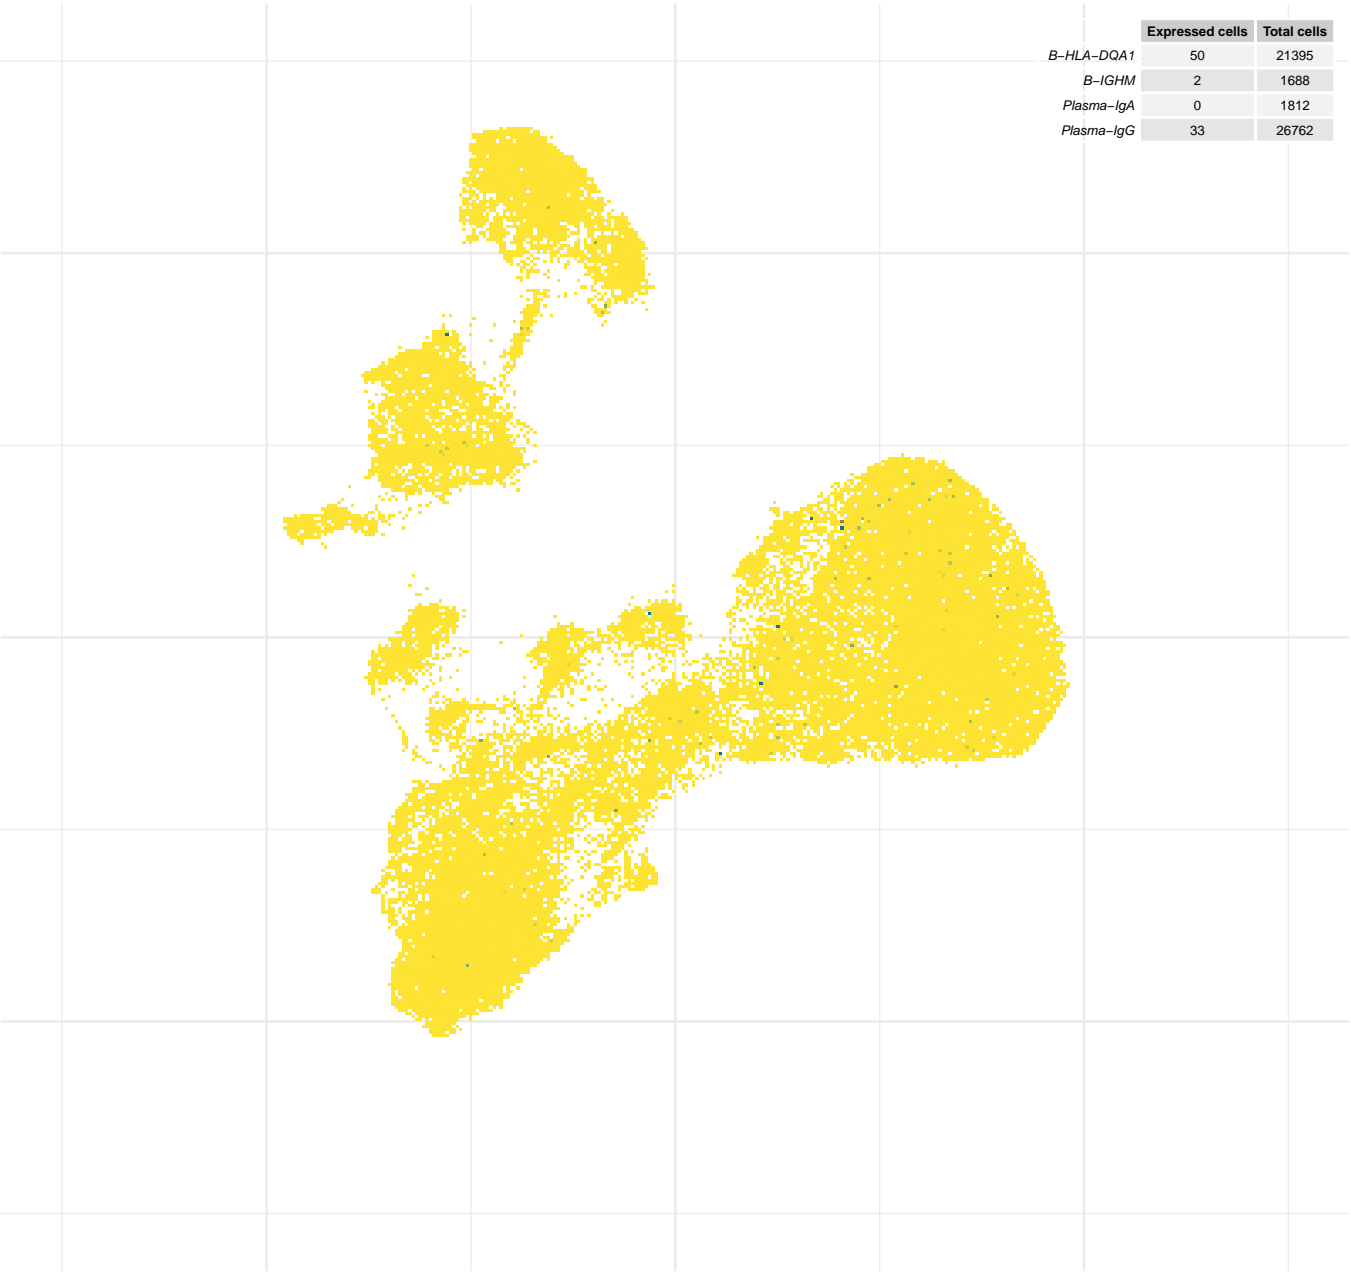 Expressed cells Total cells
B−HLA−DQA1 50 21395
B−IGHM 2 1688
Plasma−IgA 0 1812
Plasma−IgG 33 26762